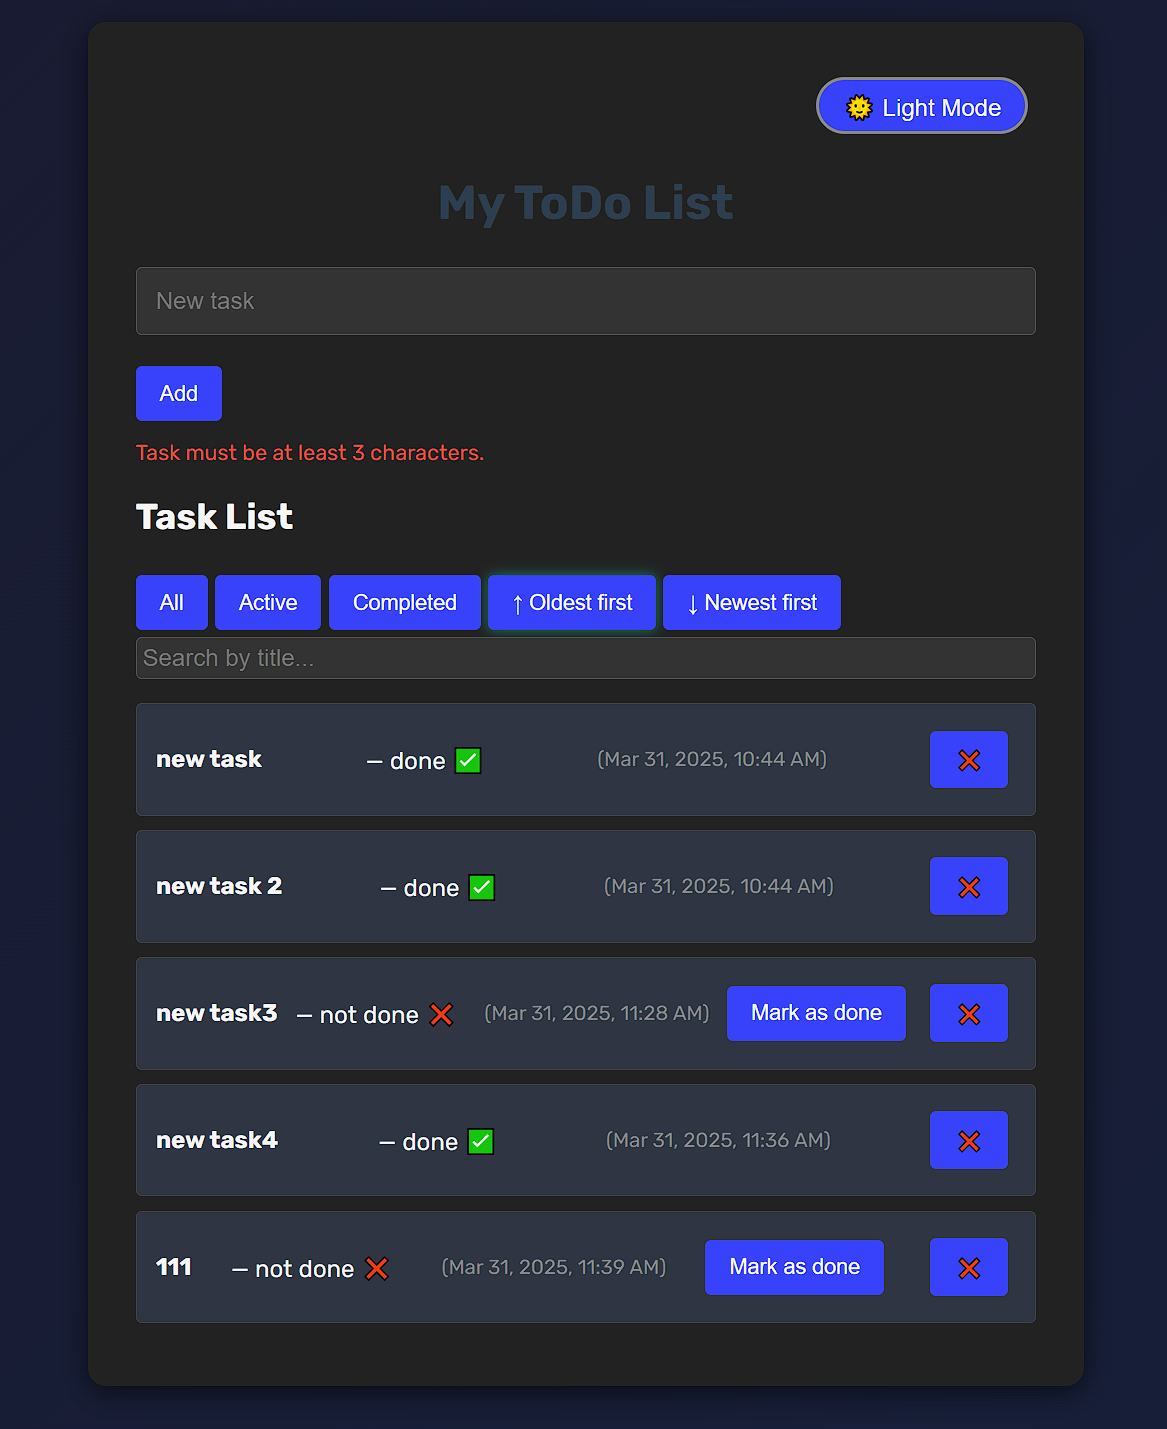 🌞 Light Mode
My ToDo List
New task
Add
Task must be at least 3 characters.
Task List
All Active Completed ↑ Oldest first ↓ Newest first
Search by title...
new task – done ✅ (Mar 31, 2025, 10:44 AM) ❌
new task 2 – done ✅ (Mar 31, 2025, 10:44 AM) ❌
new task3 – not done ❌ (Mar 31, 2025, 11:28 AM) Mark as done ❌
new task4 – done ✅ (Mar 31, 2025, 11:36 AM) ❌
111 – not done ❌ (Mar 31, 2025, 11:39 AM) Mark as done ❌